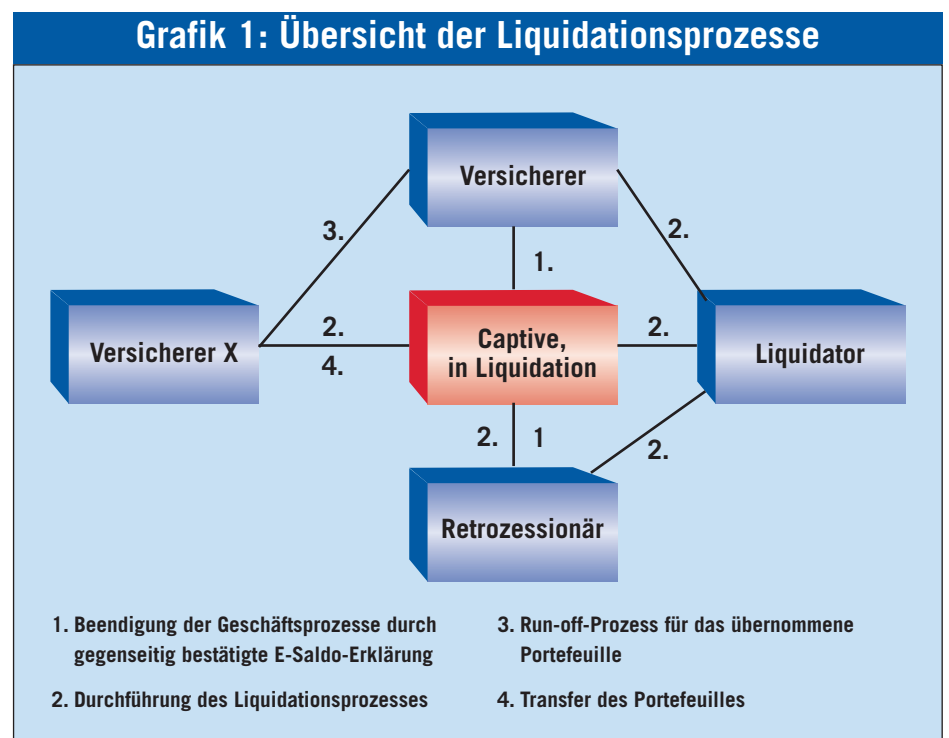 Grafik 1: Übersicht der Liquidationsprozesse
Versicherer
3.
2.
1.
Versicherer X
2.
4.
Captive,
in Liquidation
2.
Liquidator
2.
1
2.
Retrozessionär
1. Beendigung der Geschäftsprozesse durch
gegenseitig bestätigte E-Saldo-Erklärung
2. Durchführung des Liquidationsprozesses
3. Run-off-Prozess für das übernommene
Portefeuille
4. Transfer des Portefeuilles